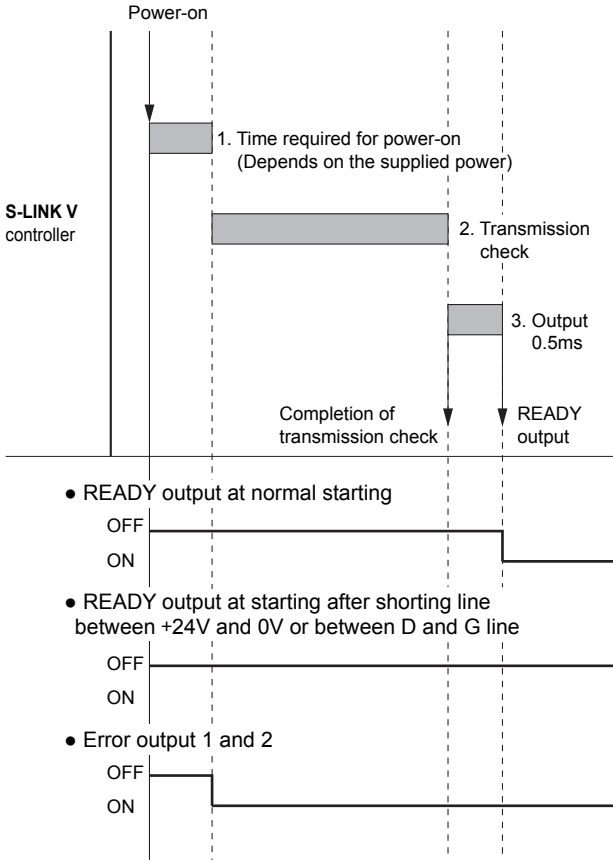 Power-on
1. Time required for power-on
(Depends on the supplied power)
S-LINK V
controller
2. Transmission
check
3. Output
0.5ms
Completion of
transmission check
READY
output
● READY output at normal starting
OFF
ON
● READY output at starting after shorting line
between +24V and 0V or between D and G line
OFF
ON
● Error output 1 and 2
OFF
ON